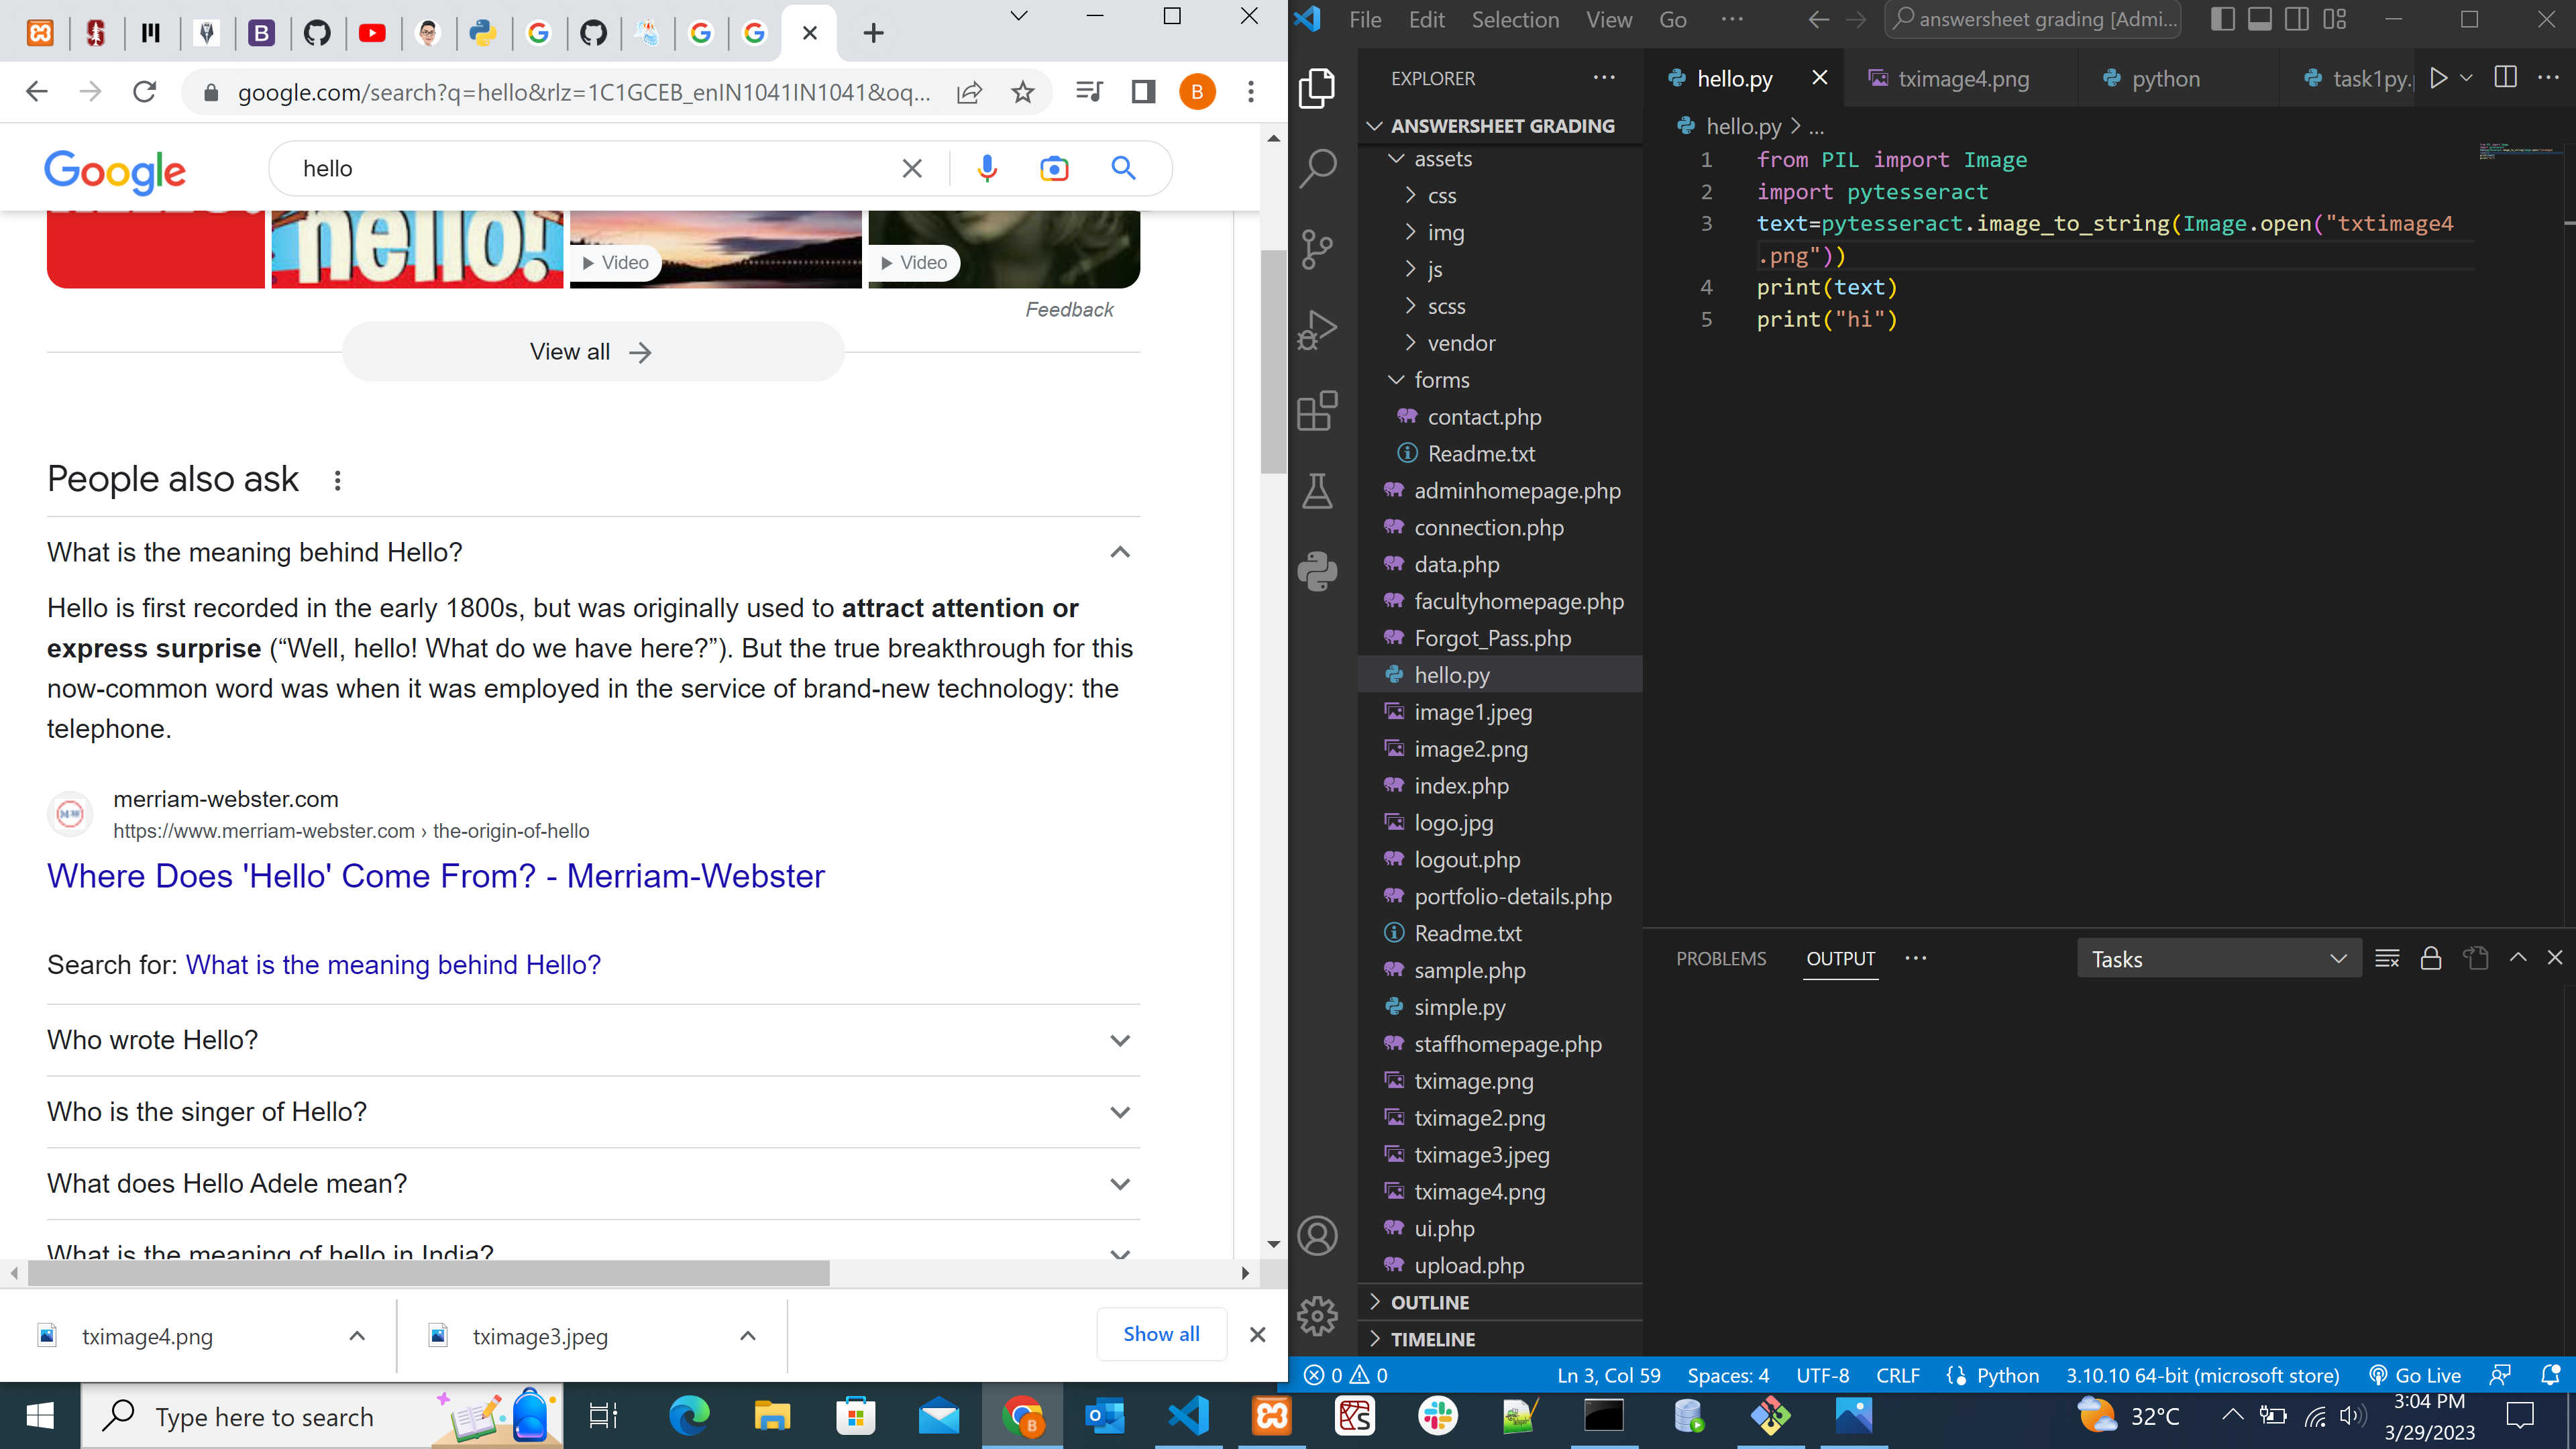 google.com/search?q=hello&rlz=1C1GCEB_enIN1041IN1041&oq...
B
Google
hello
hello!
Video
Video
Feedback
View all
People also ask
What is the meaning behind Hello?
Hello is first recorded in the early 1800s, but was originally used to attract attention or
express surprise (“Well, hello! What do we have here?”). But the true breakthrough for this
now-common word was when it was employed in the service of brand-new technology: the
telephone.
merriam-webster.com
https://www.merriam-webster.com › the-origin-of-hello
Where Does 'Hello' Come From? - Merriam-Webster
Search for: What is the meaning behind Hello?
Who wrote Hello?
Who is the singer of Hello?
What does Hello Adele mean?
What is the meaning of hello in India?
tximage4.png
tximage3.jpeg
Show all
File Edit Selection View Go ...
answersheet grading [Admi...
EXPLORER
ANSWERSHEET GRADING
assets
css
img
js
scss
vendor
forms
contact.php
Readme.txt
adminhomepage.php
connection.php
data.php
facultyhomepage.php
Forgot_Pass.php
hello.py
image1.jpeg
image2.png
index.php
logo.jpg
logout.php
portfolio-details.php
Readme.txt
sample.php
simple.py
staffhomepage.php
tximage.png
tximage2.png
tximage3.jpeg
tximage4.png
ui.php
upload.php
OUTLINE
TIMELINE
hello.py tximage4.png python task1py.
hello.py > ...
1 from PIL import Image
2 import pytesseract
3 text=pytesseract.image_to_string(Image.open("txtimage4
.png"))
4 print(text)
5 print("hi")
PROBLEMS OUTPUT ... Tasks
0 0 Ln 3, Col 59 Spaces: 4 UTF-8 CRLF Python 3.10.10 64-bit (microsoft store) Go Live
Type here to search
32°C
3:04 PM
3/29/2023